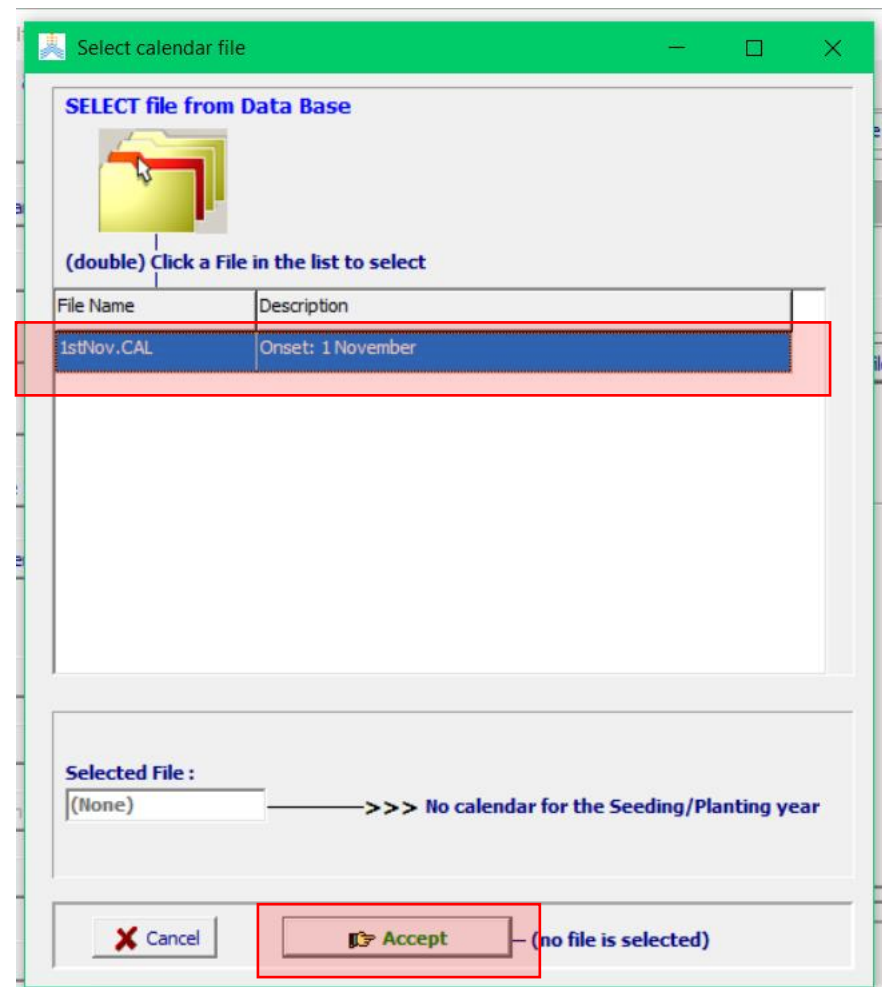 Select calendar file
SELECT file from Data Base
(double) Click a File in the list to select
File Name Description
1stNov.CAL Onset: 1 November
Selected File :
(None) >>> No calendar for the Seeding/Planting year
Cancel Accept (no file is selected)